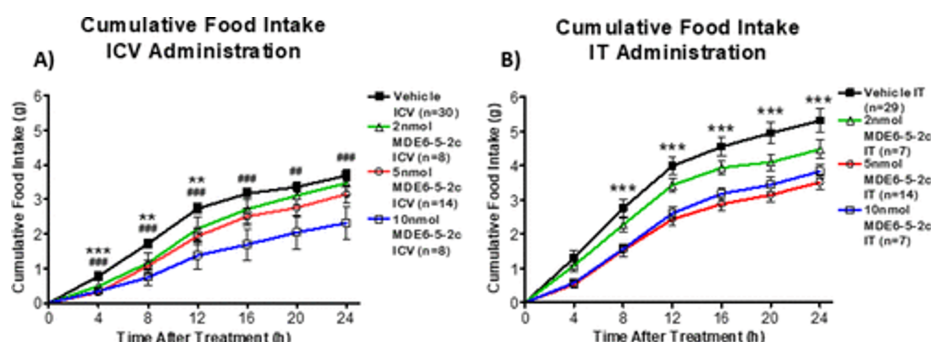 Cumulative Food Intake
ICV Administration
A)
Cumulative Food Intake (g)
6
5
4
3
2
1
0
***
###
**
###
**
###
###
##
###
0 4 8 12 16 20 24
Time After Treatment (h)
Vehicle
ICV (n=30)
2nmol
MDE6-5-2c
ICV (n=8)
5nmol
MDE6-5-2c
ICV (n=14)
10nmol
MDE6-5-2c
ICV (n=8)
Cumulative Food Intake
IT Administration
B)
Cumulative Food Intake (g)
6
5
4
3
2
1
0
***
***
***
***
***
0 4 8 12 16 20 24
Time After Treatment (h)
Vehicle IT
(n=29)
2nmol
MDE6-5-2c
IT (n=7)
5nmol
MDE6-5-2c
IT (n=14)
10nmol
MDE6-5-2c
IT (n=7)